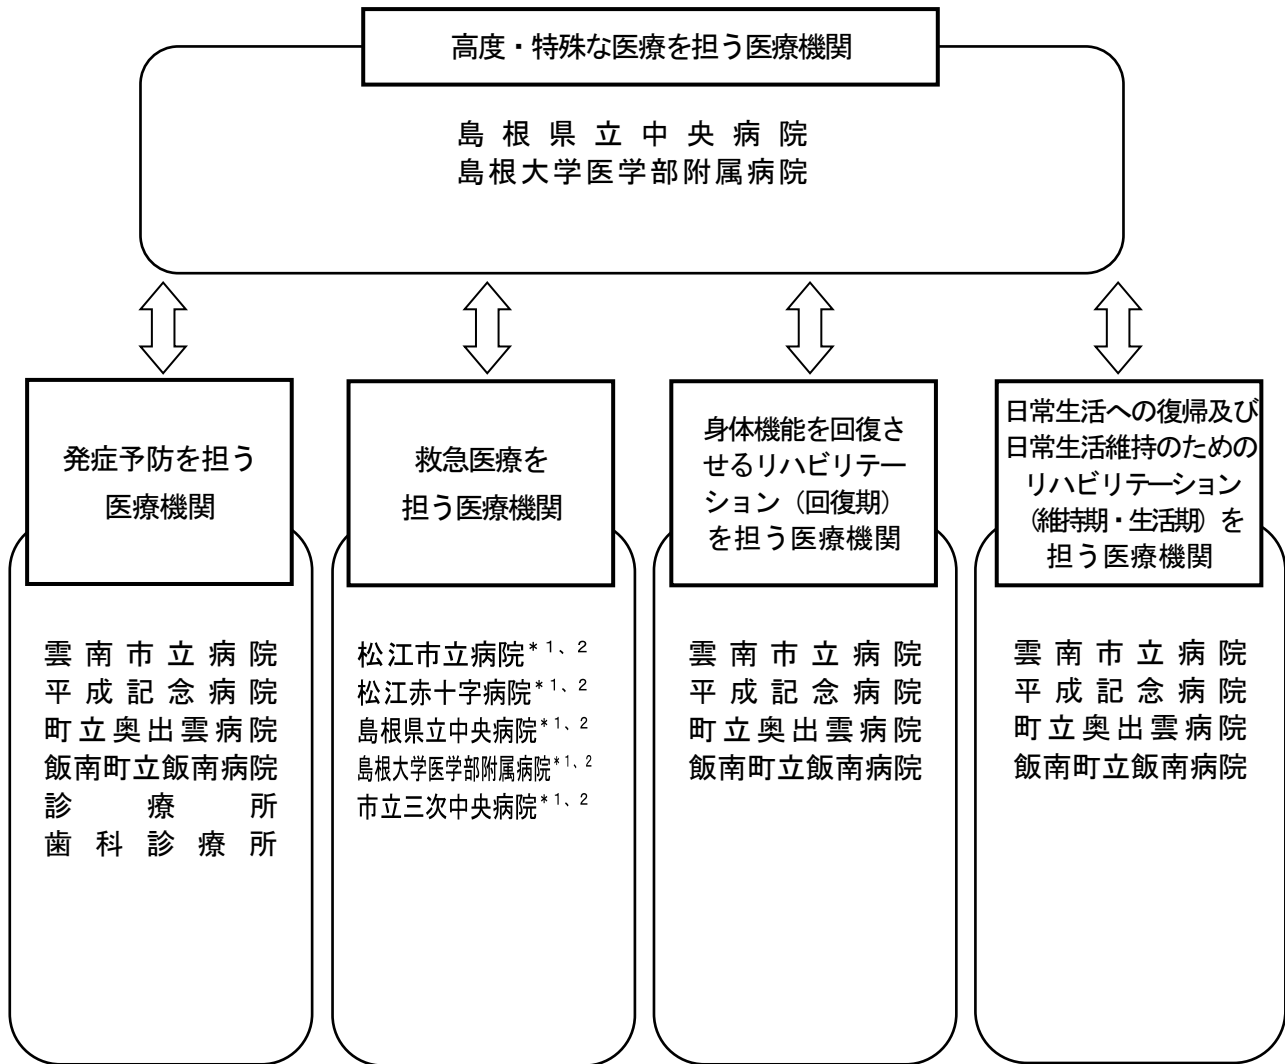 高度・特殊な医療を担う医療機関
島根県立中央病院
島根大学医学部附属病院
発症予防を担う
医療機関
雲南市立病院
平成記念病院
町立奥出雲病院
飯南町立飯南病院
診療所
歯科診療所
救急医療を
担う医療機関
松江市立病院*1、2
松江赤十字病院*1、2
島根県立中央病院*1、2
島根大学医学部附属病院*1、2
市立三次中央病院*1、2
身体機能を回復さ
せるリハビリテー
ション（回復期）
を担う医療機関
雲南市立病院
平成記念病院
町立奥出雲病院
飯南町立飯南病院
日常生活への復帰及び
日常生活維持のための
リハビリテーション
（維持期・生活期）を
担う医療機関
雲南市立病院
平成記念病院
町立奥出雲病院
飯南町立飯南病院